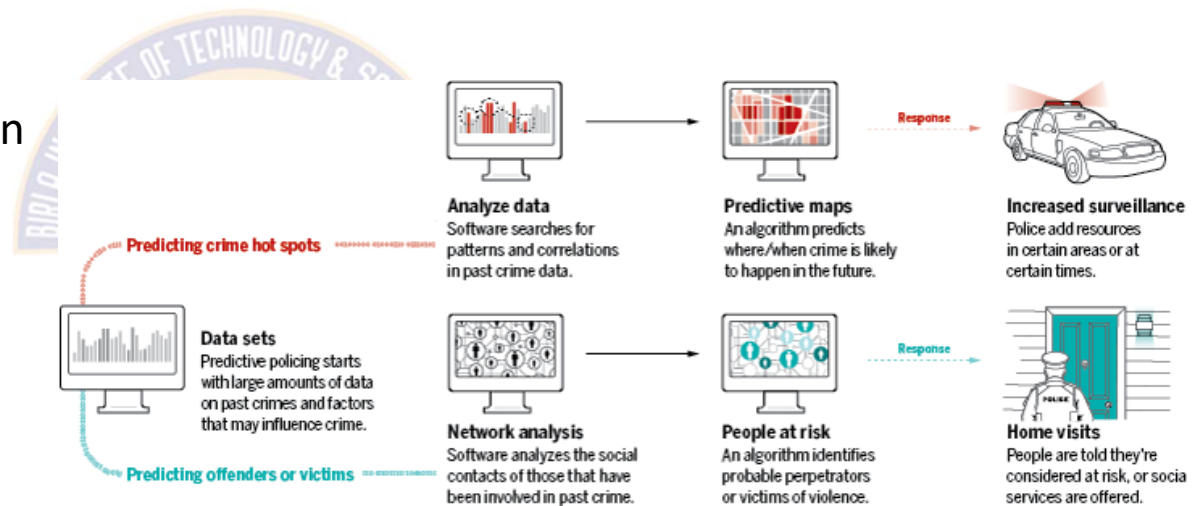 OF TECHNOLOGY &
n
BIRLA
Response
Analyze data
Software searches for
patterns and correlations
in past crime data.
Predictive maps
An algorithm predicts
where/when crime is likely
to happen in the future.
Increased surveillance
Police add resources
in certain areas or at
certain times.
Predicting crime hot spots
Data sets
Predictive policing starts
with large amounts of data
on past crimes and factors
that may influence crime.
Response
POLICE
Predicting offenders or victims
Network analysis
Software analyzes the social
contacts of those that have
been involved in past crime.
People at risk
An algorithm identifies
probable perpetrators
or victims of violence.
Home visits
People are told they're
considered at risk, or socia
services are offered.